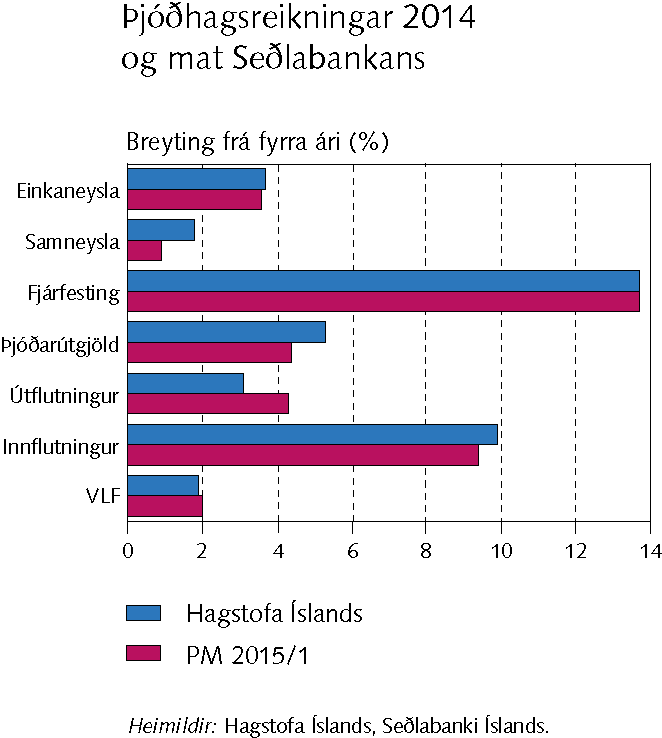 Þjóðhagsreikningar 2014
og mat Seðlabankans
Breyting frá fyrra ári (%)
Einkaneysla
Samneysla
Fjárfesting
Þjóðarútgjöld
Útflutningur
Innflutningur
VLF
0 2 4 6 8 10 12 14
Hagstofa Íslands
PM 2015/1
Heimildir: Hagstofa Íslands, Seðlabanki Íslands.